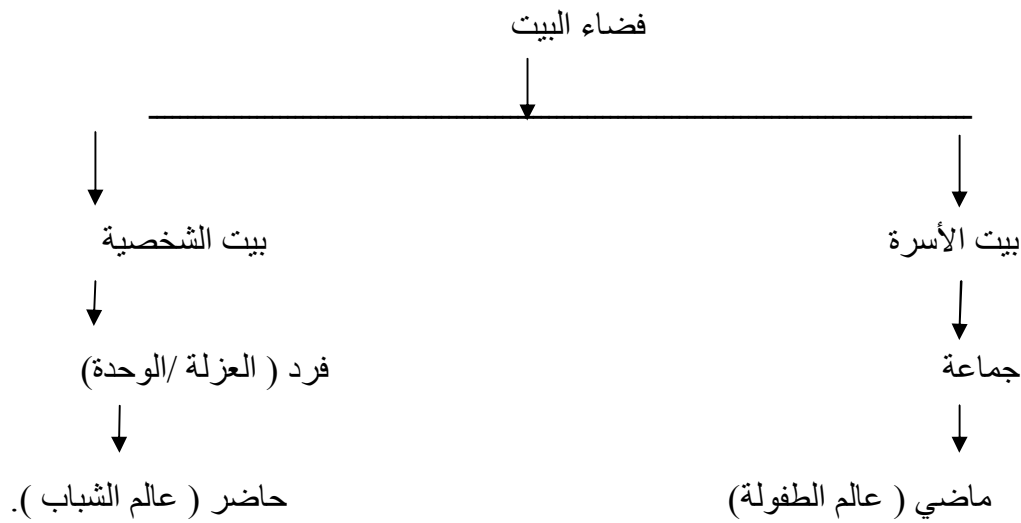 فضاء البيت
بيت الأسرة
بيت الشخصية
جماعة
فرد ( العزلة /الوحدة)
ماضي ( عالم الطفولة)
حاضر ( عالم الشباب ).